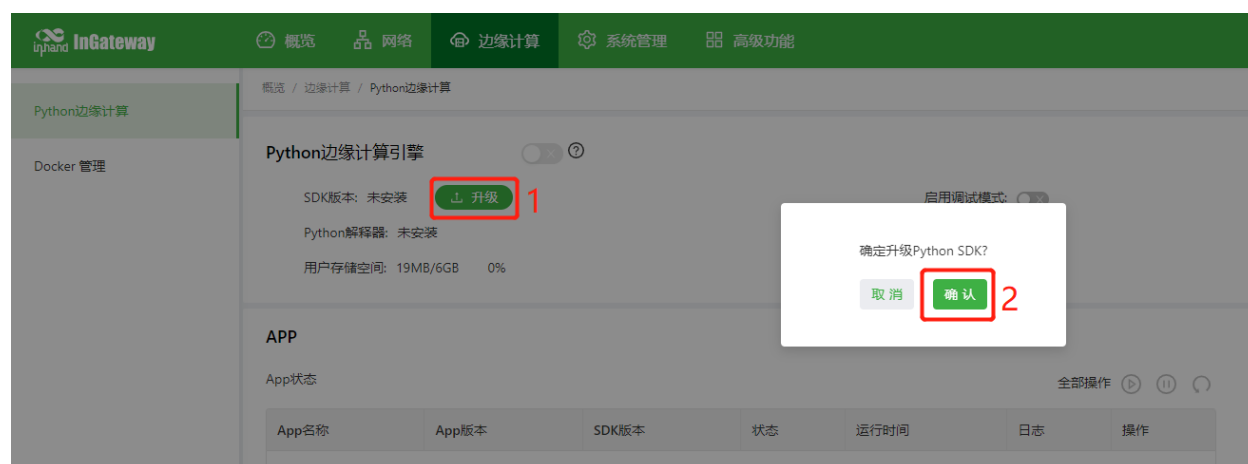 inhand InGateway 概览 网络 边缘计算 系统管理 高级功能
概览 / 边缘计算 / Python边缘计算
Python边缘计算
Docker 管理
Python边缘计算引擎
SDK版本: 未安装 升级 1 启用调试模式:
Python解释器: 未安装
用户存储空间: 19MB/6GB 0%
确定升级Python SDK?
取消 确认 2
APP
App状态 全部操作
App名称 App版本 SDK版本 状态 运行时间 日志 操作